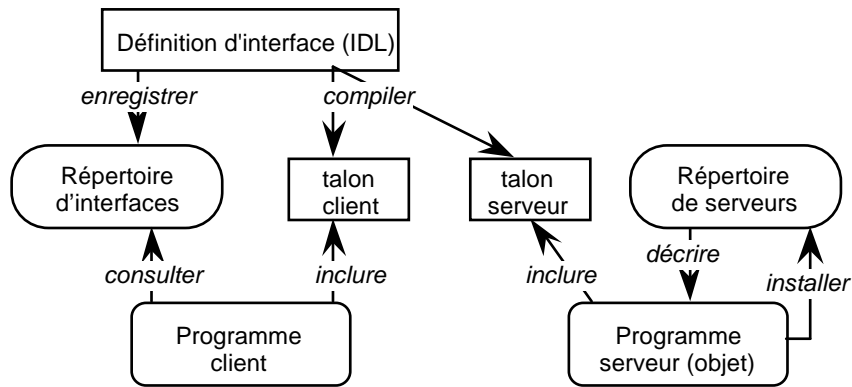 Définition d'interface (IDL)
enregistrer
compiler
Répertoire
d'interfaces
talon
client
talon
serveur
Répertoire
de serveurs
consulter
inclure
inclure
décrire
installer
Programme
client
Programme
serveur (objet)